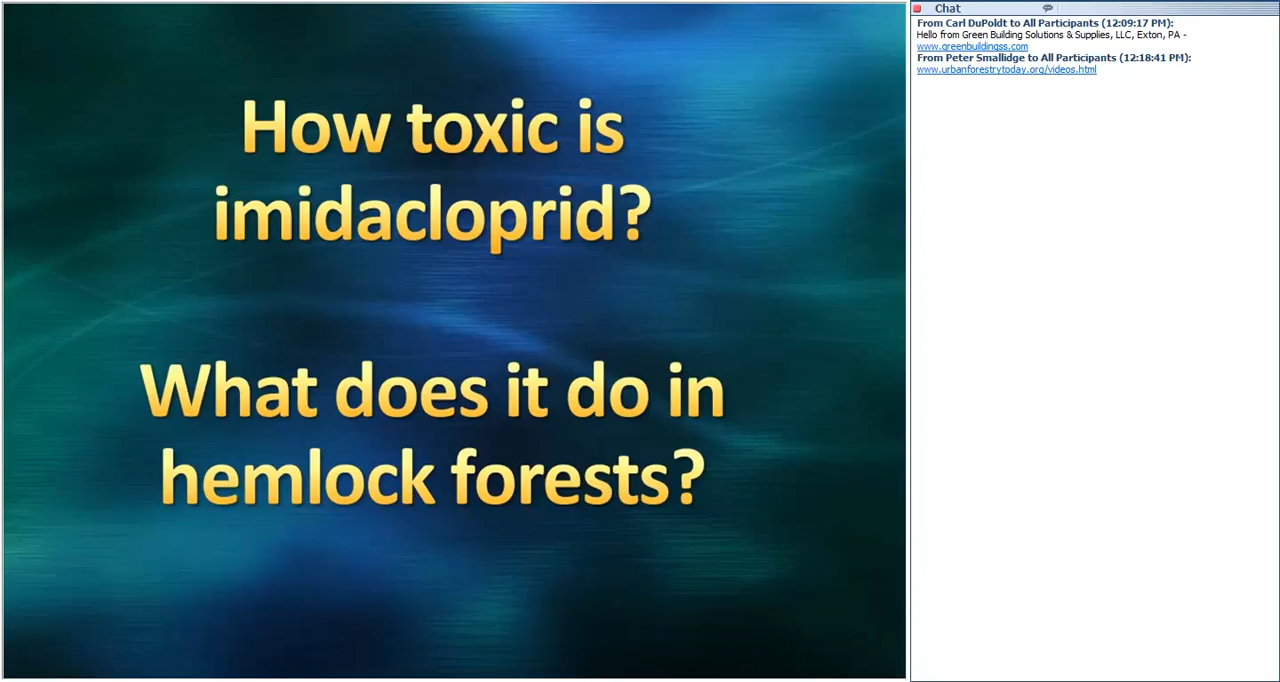 How toxic is
imidacloprid?
What does it do in
hemlock forests?
Chat
From Carl DuPoldt to All Participants (12:09:17 PM):
Hello from Green Building Solutions & Supplies, LLC, Exton, PA -
www.greenbuildingss.com
From Peter Smallidge to All Participants (12:18:41 PM):
www.urbanforestrytoday.org/videos.html